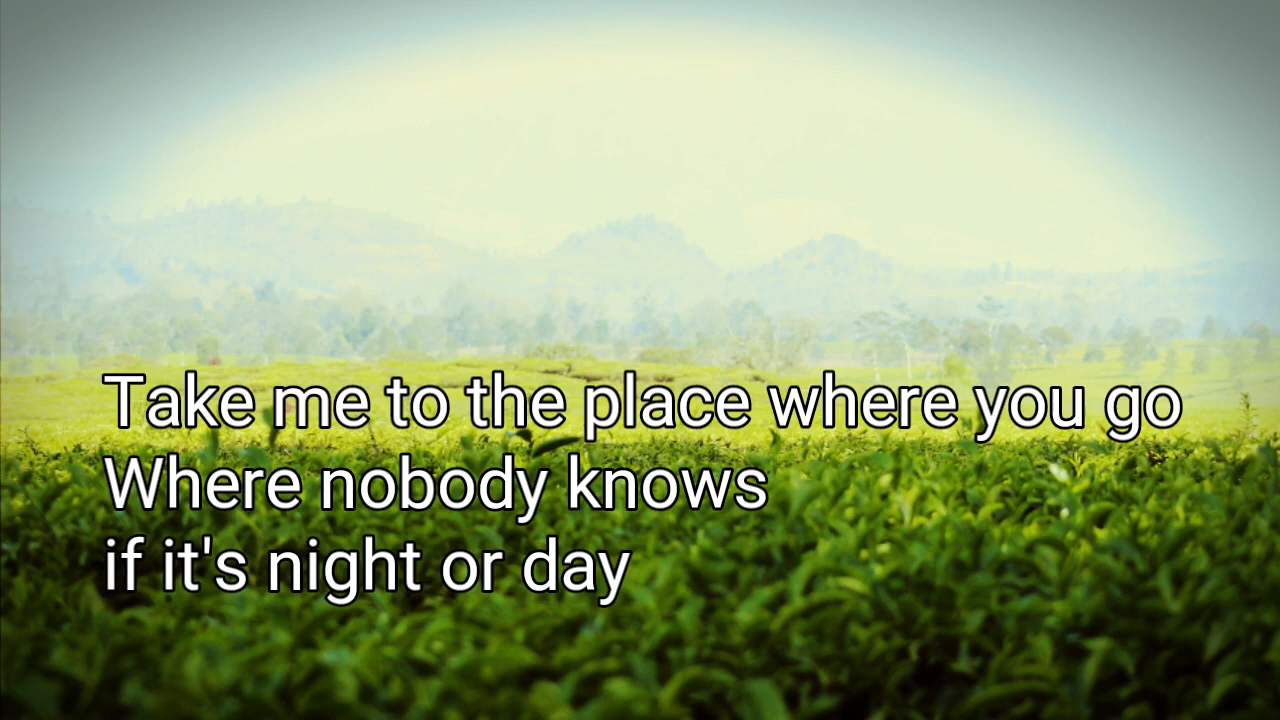 Take me to the place where you go
Where nobody knows
if it's night or day